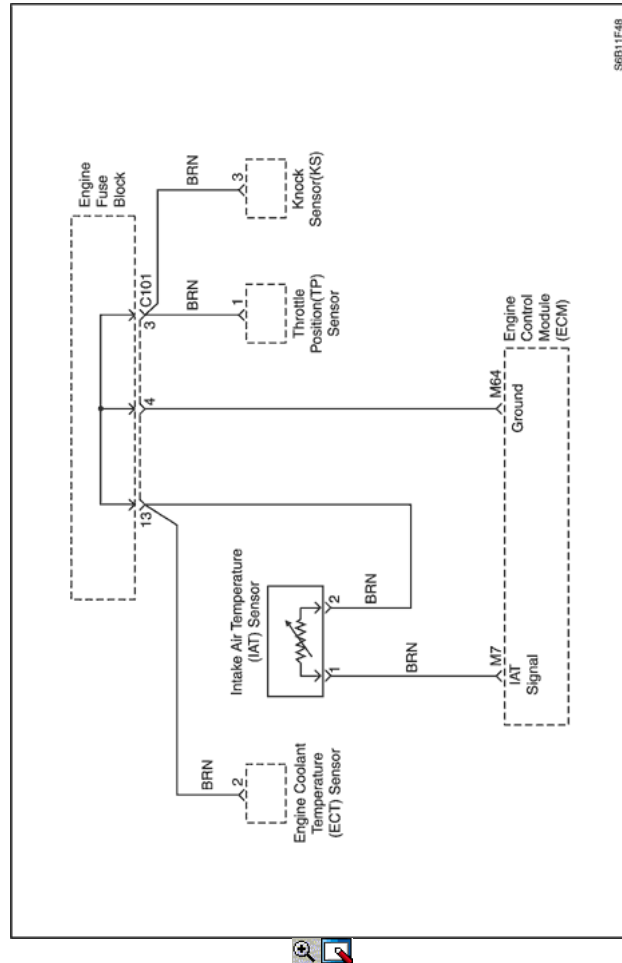 S6B11F48
Engine
Fuse
Block
BRN
3
Knock
Sensor(KS)
C101
3
BRN
1
Throttle
Position(TP)
Sensor
4
M64
Ground
Engine
Control
Module
(ECM)
13
Intake Air Temperature
(IAT) Sensor
2
BRN
1
BRN
M7
IAT
Signal
BRN
2
Engine Coolant
Temperature
(ECT) Sensor